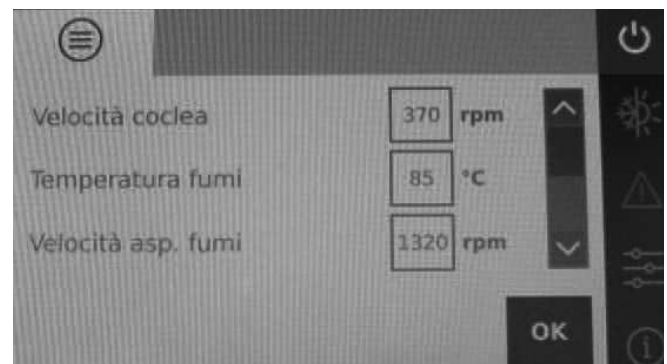 Velocità coclea 370 rpm
Temperatura fumi 85 °C
Velocità asp. fumi 1320 rpm
OK